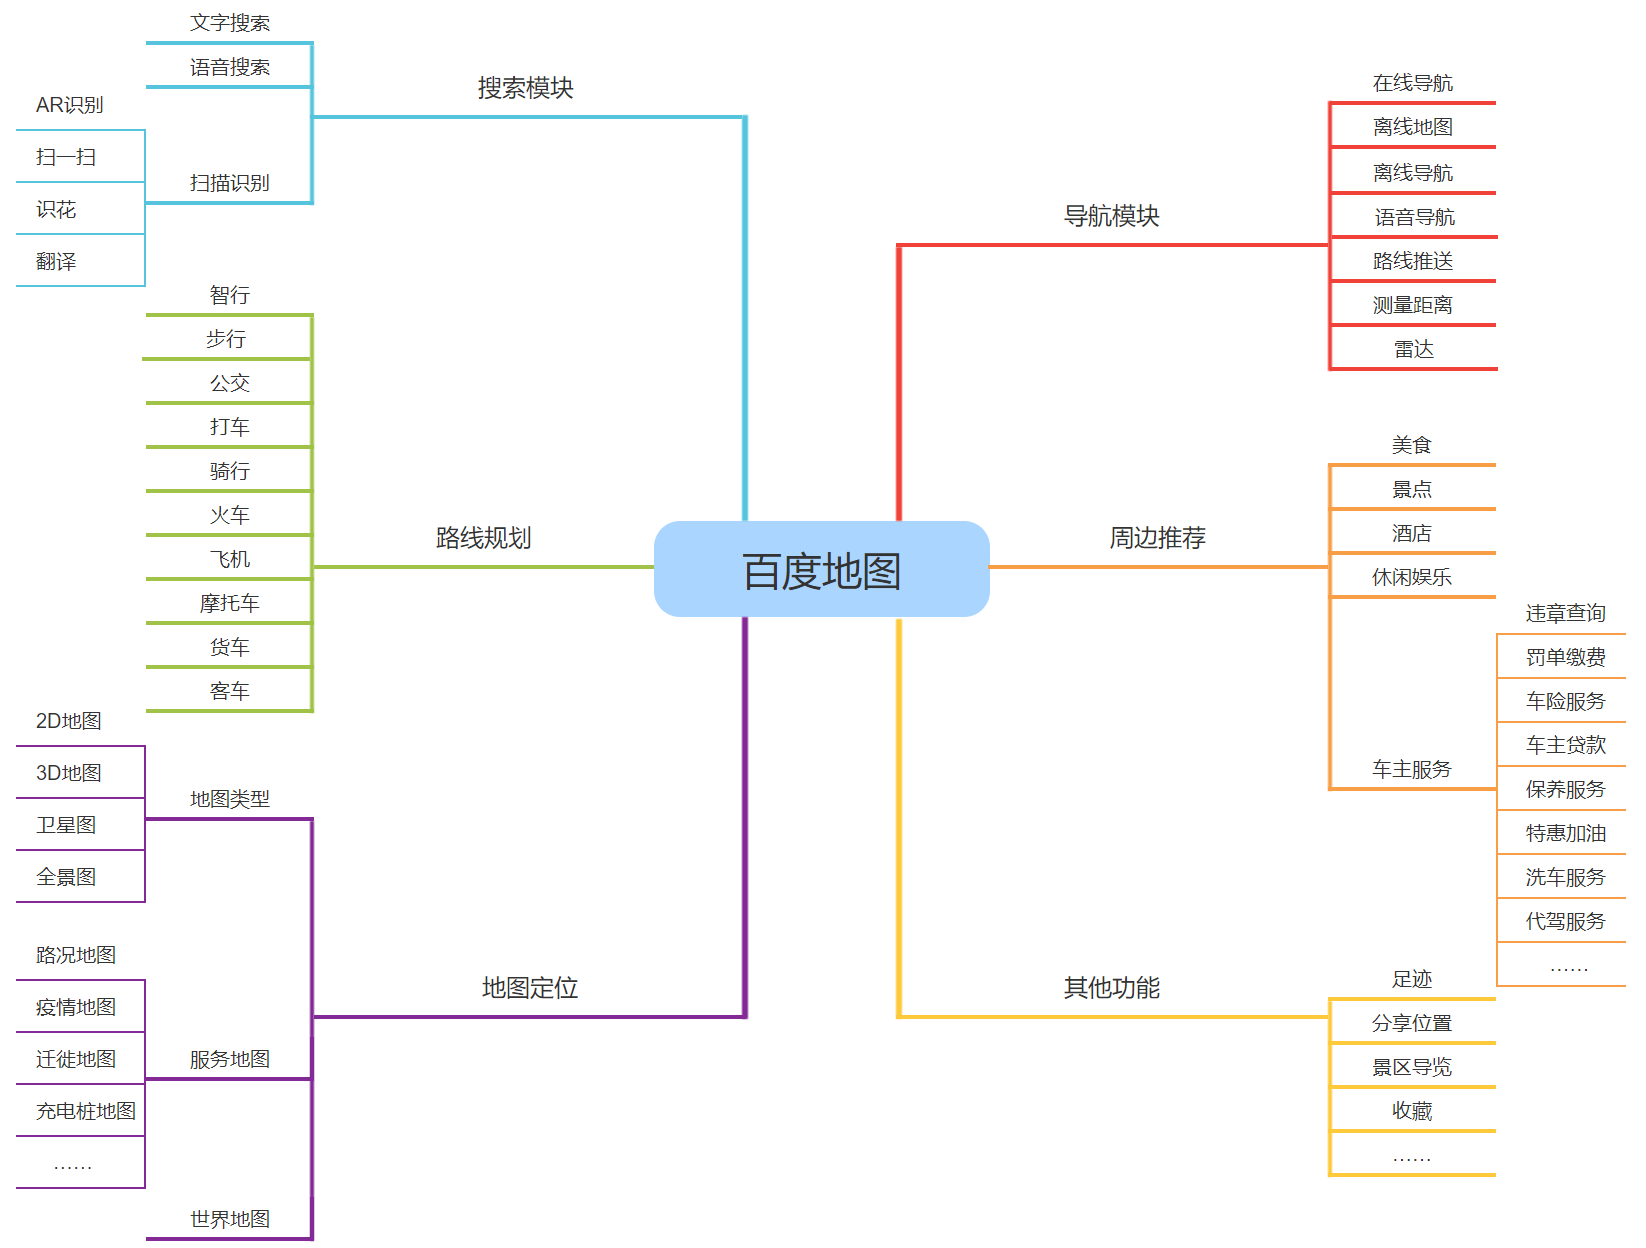 百度地图
搜索模块
文字搜索
语音搜索
扫描识别
AR识别
扫一扫
识花
翻译
路线规划
智行
步行
公交
打车
骑行
火车
飞机
摩托车
货车
客车
地图定位
地图类型
2D地图
3D地图
卫星图
全景图
服务地图
路况地图
疫情地图
迁徙地图
充电桩地图
……
世界地图
导航模块
在线导航
离线地图
离线导航
语音导航
路线推送
测量距离
雷达
周边推荐
美食
景点
酒店
休闲娱乐
车主服务
违章查询
罚单缴费
车险服务
车主贷款
保养服务
特惠加油
洗车服务
代驾服务
……
其他功能
足迹
分享位置
景区导览
收藏
……